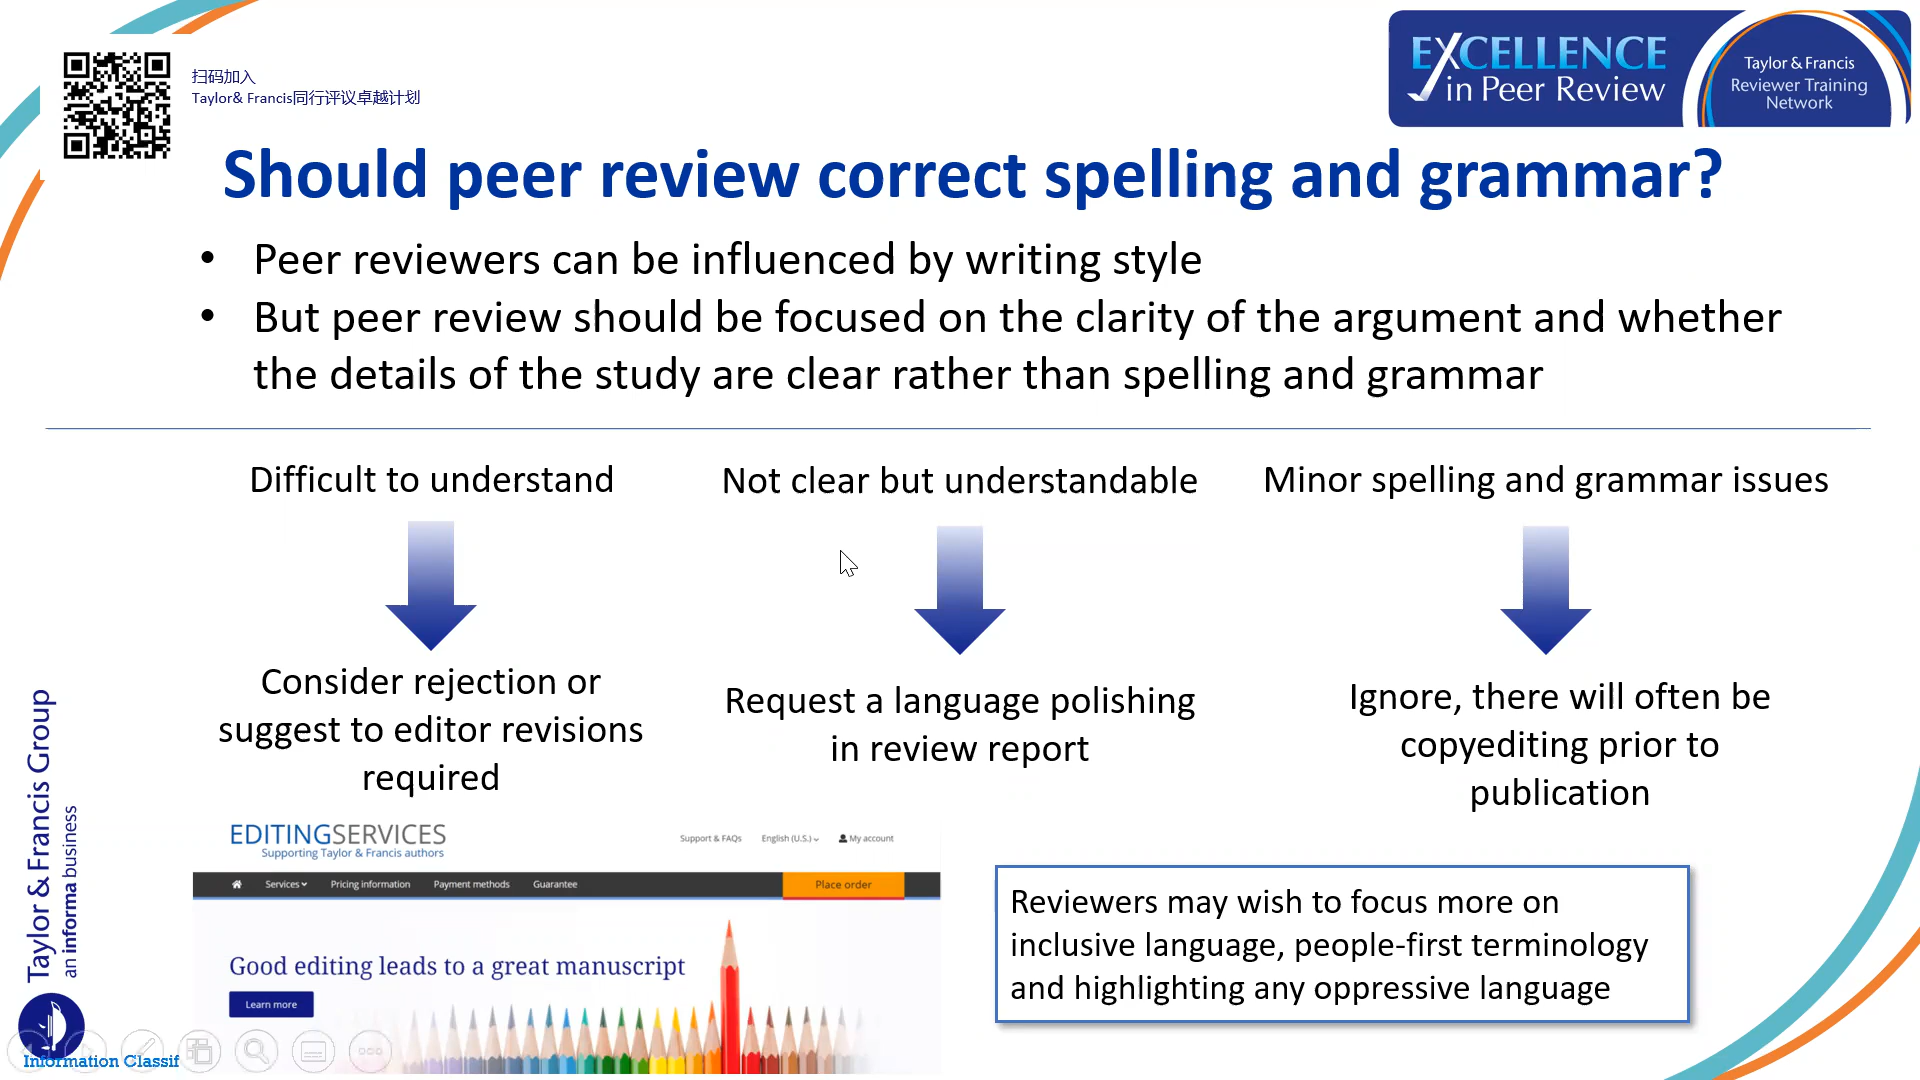 扫码加入
Taylor& Francis同行评议卓越计划
EXCELLENCE
in Peer Review
Taylor & Francis
Reviewer Training
Network
Should peer review correct spelling and grammar?
• Peer reviewers can be influenced by writing style
• But peer review should be focused on the clarity of the argument and whether
the details of the study are clear rather than spelling and grammar
Difficult to understand
Not clear but understandable
Minor spelling and grammar issues
Consider rejection or
suggest to editor revisions
required
Request a language polishing
in review report
Ignore, there will often be
copyediting prior to
publication
EDITINGSERVICES
Supporting Taylor & Francis authors
Support & FAQs
English (U.S.)
My account
Services
Pricing information
Payment methods
Guarantee
Place order
Good editing leads to a great manuscript
Learn more
Reviewers may wish to focus more on
inclusive language, people-first terminology
and highlighting any oppressive language
Taylor & Francis Group
an informa business
Information Classif